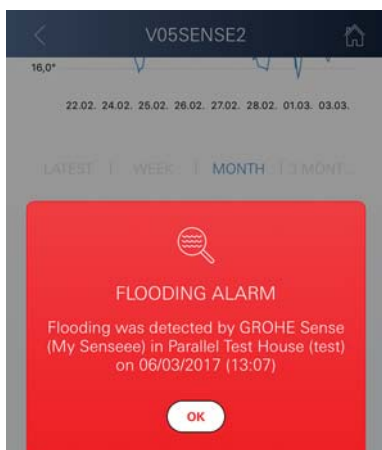 V05SENSE2
16,0°
22.02. 24.02. 25.02. 26.02. 27.02. 28.02. 01.03. 03.03.
LATEST | WEEK | MONTH | 3 MONT...
FLOODING ALARM
Flooding was detected by GROHE Sense
(My Senseee) in Parallel Test House (test)
on 06/03/2017 (13:07)
OK